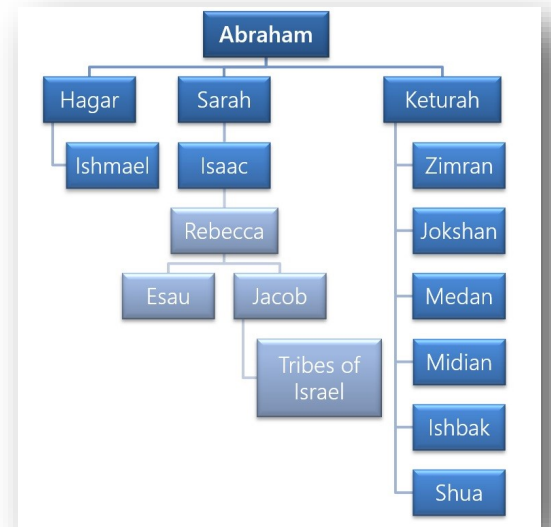 Abraham
Hagar
Sarah
Keturah
Ishmael
Isaac
Zimran
Rebecca
Jokshan
Esau
Jacob
Medan
Tribes of
Israel
Midian
Ishbak
Shua